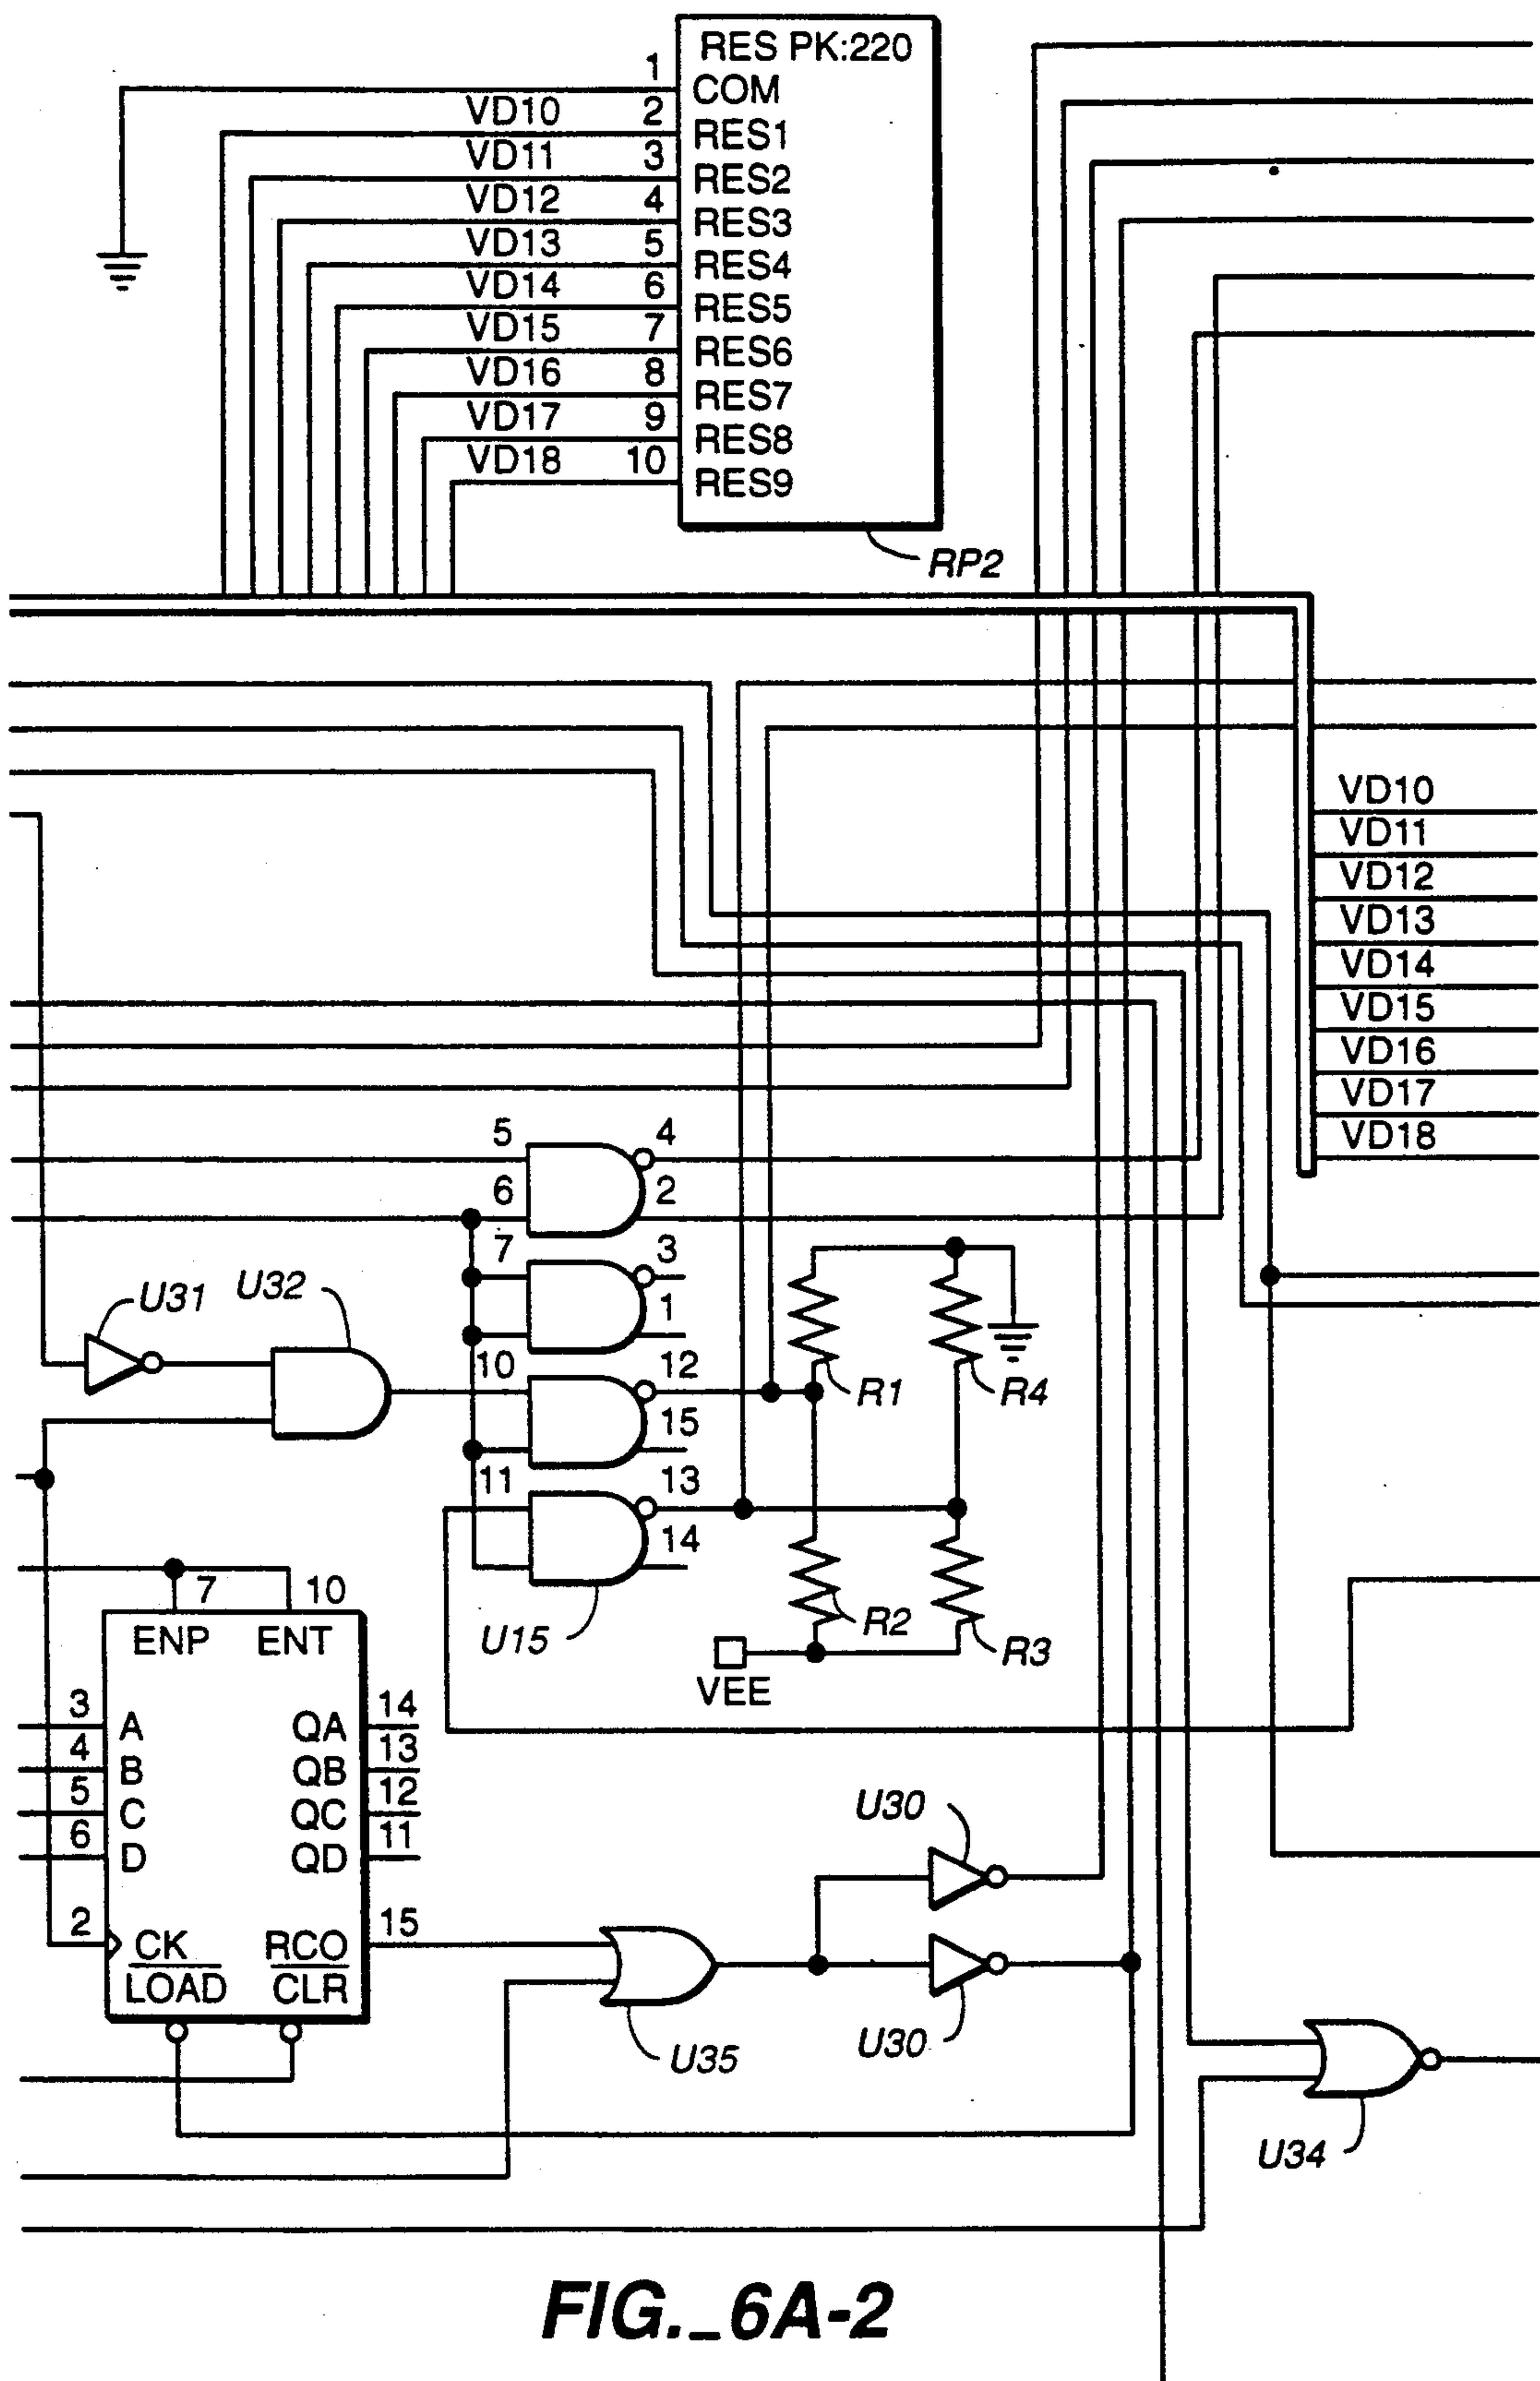 RES PK:220
1
COM
VD10 2 RES1
VD11 3 RES2
VD12 4 RES3
VD13 5 RES4
VD14 6 RES5
VD15 7 RES6
VD16 8 RES7
VD17 9 RES8
VD18 10 RES9
RP2
VD10
VD11
VD12
VD13
VD14
VD15
VD16
VD17
VD18
5 4
6 2
7 3
1
U31 U32
10 12
15
R1 R4
11 13
14
U15
R2 R3
VEE
7 10
ENP ENT
3 A QA 14
4 B QB 13
5 C QC 12
6 D QD 11
2 CK RCO 15
LOAD CLR
U30
U35 U30
U34
FIG._6A-2